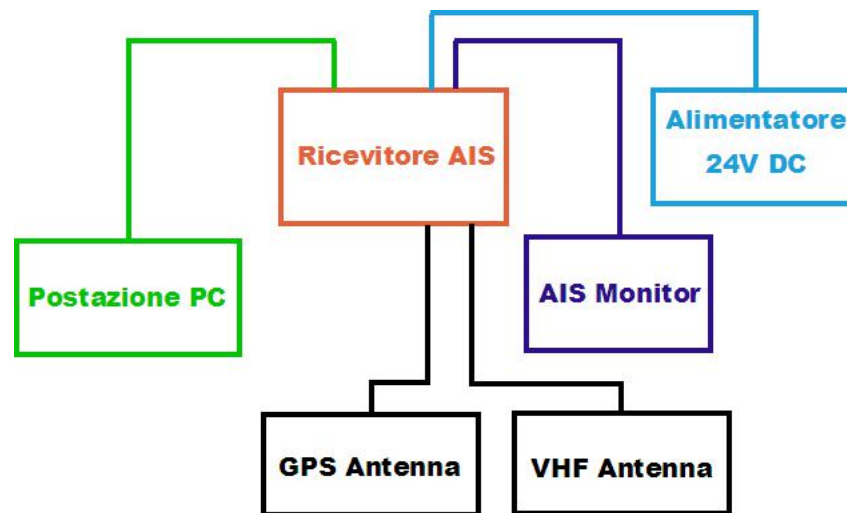 Ricevitore AIS
Alimentatore
24V DC
Postazione PC
AIS Monitor
GPS Antenna
VHF Antenna